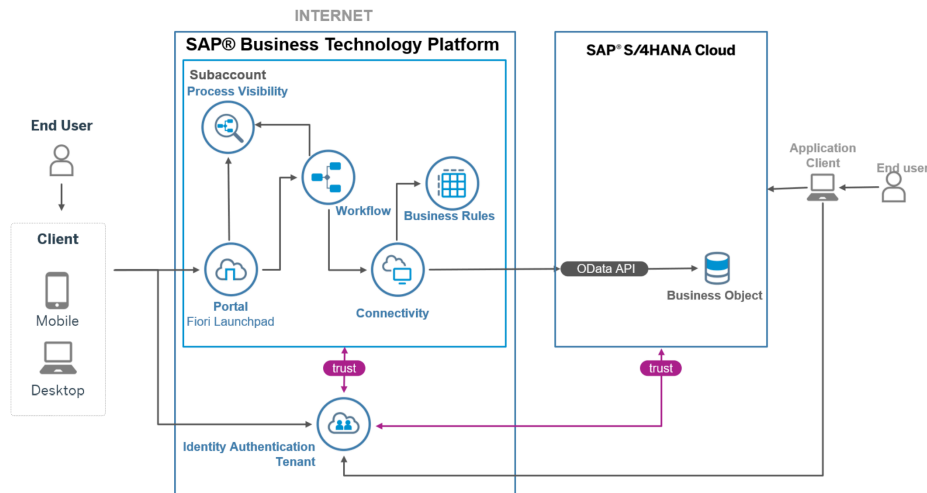 INTERNET
SAP® Business Technology Platform
SAP® S/4HANA Cloud
Subaccount
Process Visibility
End User
Application
Client
End user
Workflow
Business Rules
Client
OData API
Business Object
Portal
Fiori Launchpad
Connectivity
Mobile
trust
trust
Desktop
Identity Authentication
Tenant